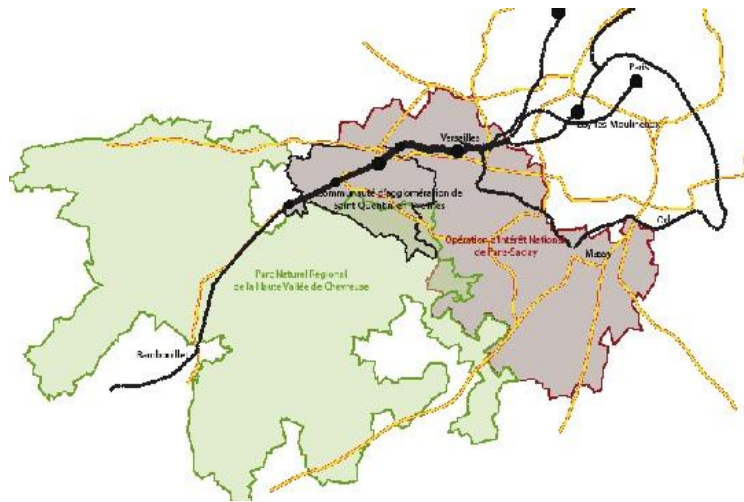 Paris
Issy les Moulineaux
Versailles
Communauté d'agglomération de
Saint Quentin en Yvelines
Orly
Opération d'Intérêt National
de Paris-Saclay
Massy
Parc Naturel Régional
de la Haute Vallée de Chevreuse
Rambouillet